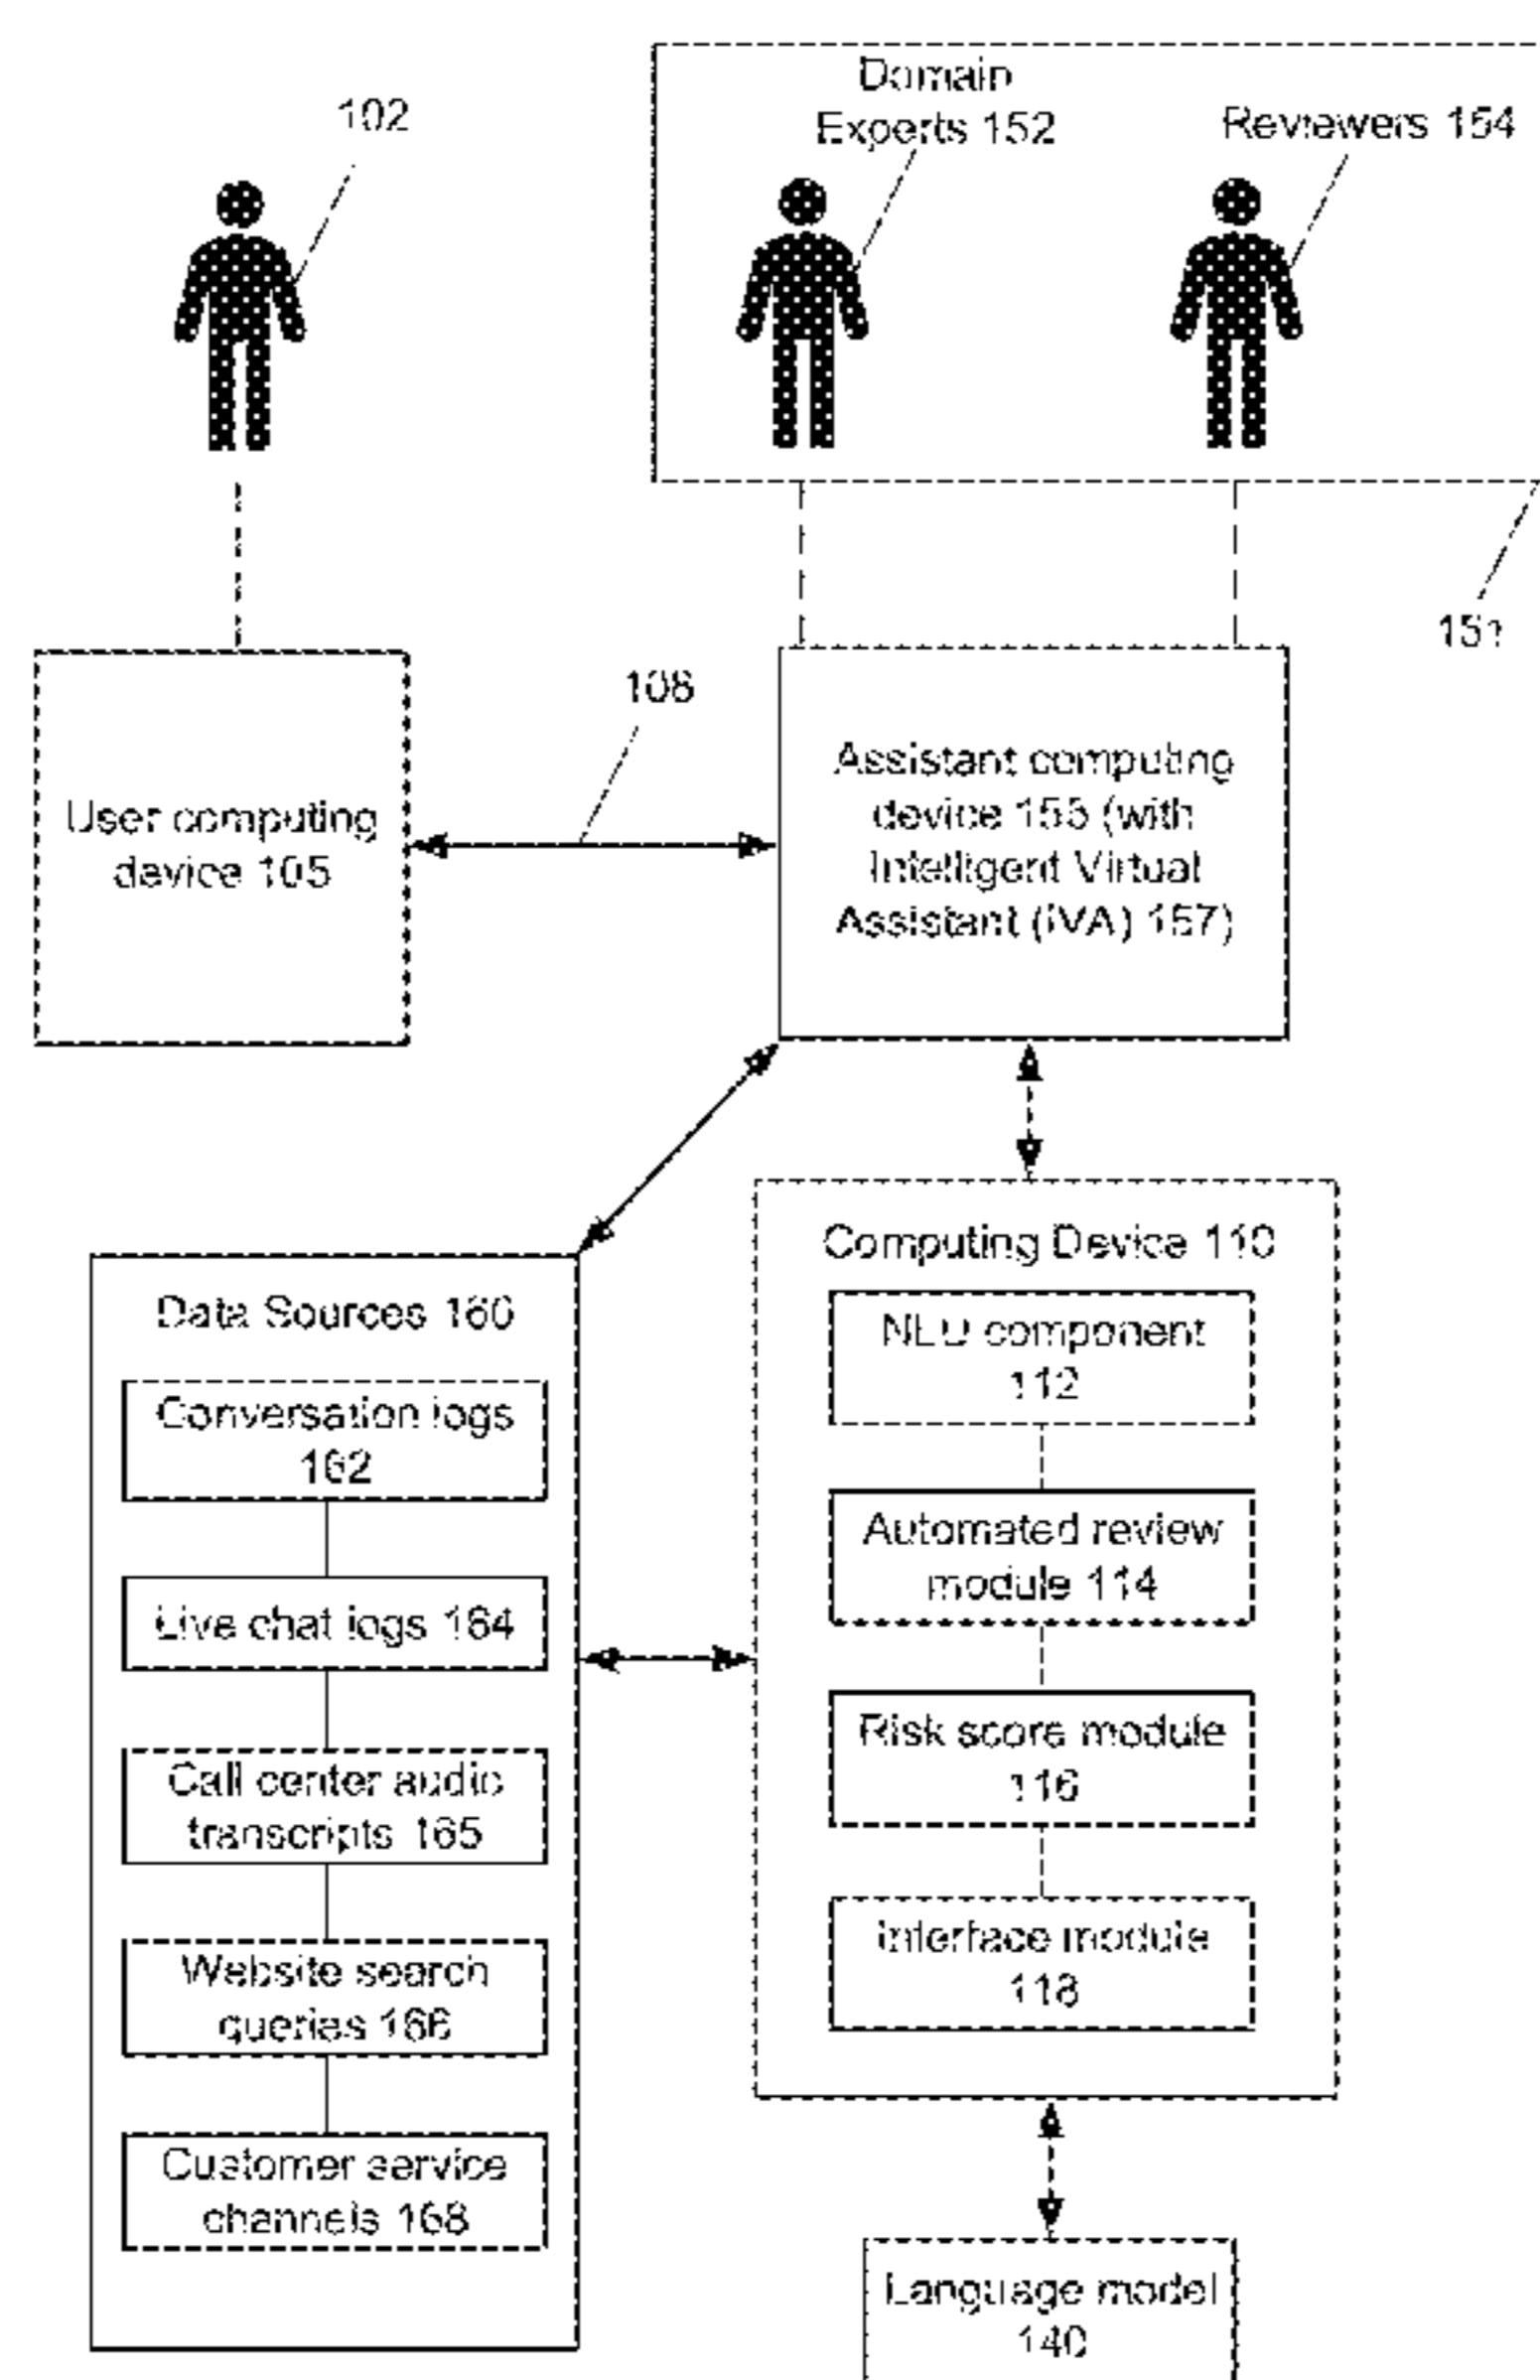 102
Domain
Experts 152
Reviewers 154
151
108
User computing
device 105
Assistant computing
device 155 (with
Intelligent Virtual
Assistant (IVA) 157)
Computing Device 110
NLU component
112
Automated review
module 114
Risk score module
116
Interface module
118
Data Sources 160
Conversation logs
162
Live chat logs 164
Call center audio
transcripts 165
Website search
queries 166
Customer service
channels 168
Language model
140